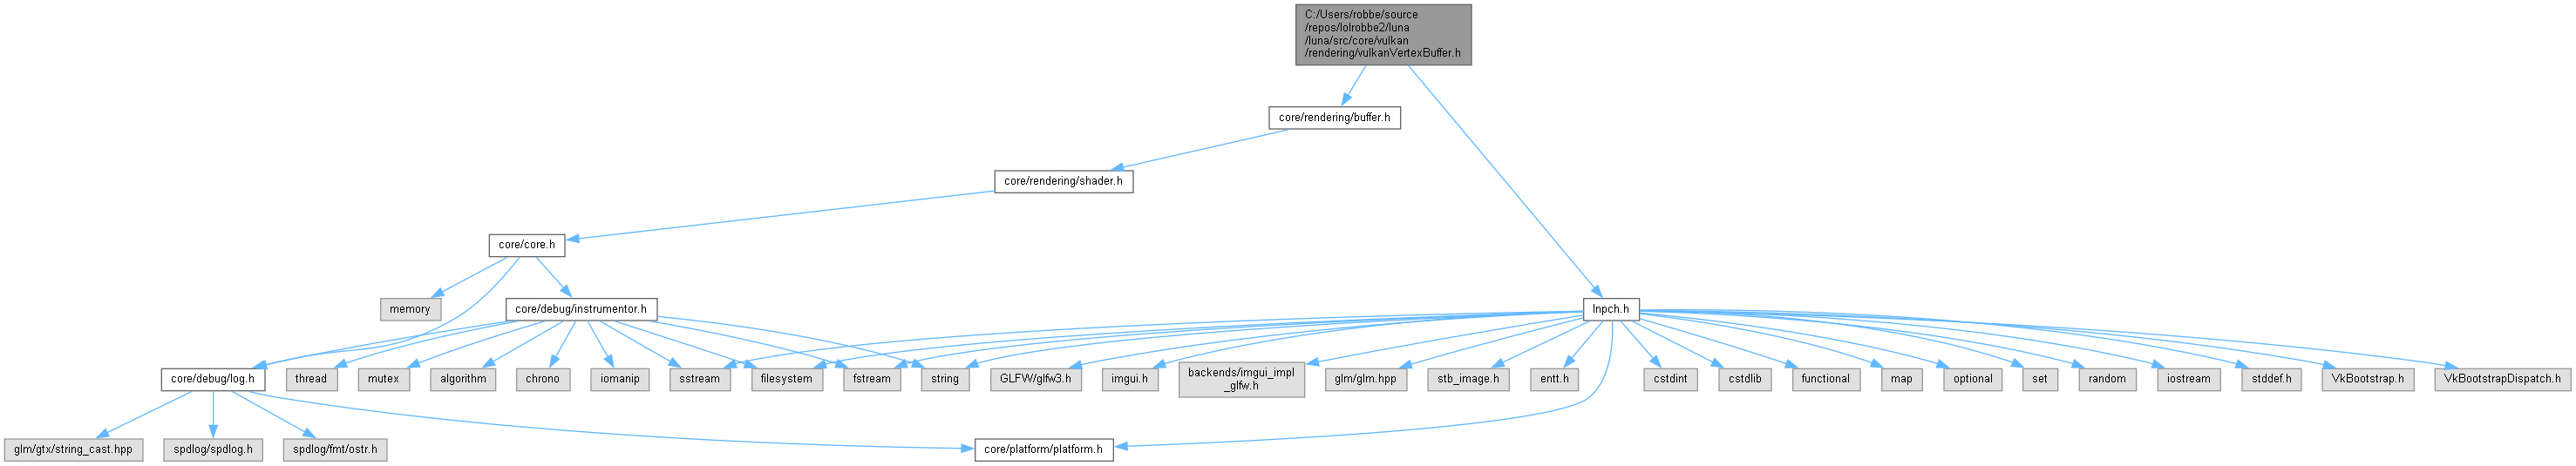 C:/Users/robbe/source
/repos/lolrobbe2/luna
/luna/src/core/vulkan
/rendering/vulkanVertexBuffer.h
core/rendering/buffer.h
core/rendering/shader.h
core/core.h
memory
core/debug/instrumentor.h
lnpch.h
core/debug/log.h
thread
mutex
algorithm
chrono
iomanip
sstream
filesystem
fstream
string
GLFW/glfw3.h
imgui.h
backends/imgui_impl
_glfw.h
glm/glm.hpp
stb_image.h
entt.h
cstdint
cstdlib
functional
map
optional
set
random
iostream
stddef.h
VkBootstrap.h
VkBootstrapDispatch.h
glm/gtx/string_cast.hpp
spdlog/spdlog.h
spdlog/fmt/ostr.h
core/platform/platform.h